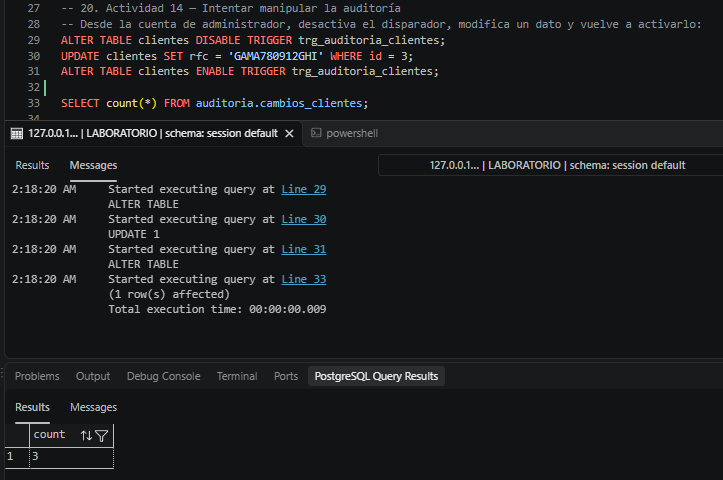 27 -- 20. Actividad 14 — Intentar manipular la auditoría
28 -- Desde la cuenta de administrador, desactiva el disparador, modifica un dato y vuelve a activarlo:
29 ALTER TABLE clientes DISABLE TRIGGER trg_auditoria_clientes;
30 UPDATE clientes SET rfc = 'GAMA780912GHI' WHERE id = 3;
31 ALTER TABLE clientes ENABLE TRIGGER trg_auditoria_clientes;
32
33 SELECT count(*) FROM auditoria.cambios_clientes;
34
127.0.0.1... | LABORATORIO | schema: session default powershell
Results Messages 127.0.0.1... | LABORATORIO | schema: session default
2:18:20 AM Started executing query at Line 29
ALTER TABLE
2:18:20 AM Started executing query at Line 30
UPDATE 1
2:18:20 AM Started executing query at Line 31
ALTER TABLE
2:18:20 AM Started executing query at Line 33
(1 row(s) affected)
Total execution time: 00:00:00.009
Problems Output Debug Console Terminal Ports PostgreSQL Query Results
Results Messages
count
1 3